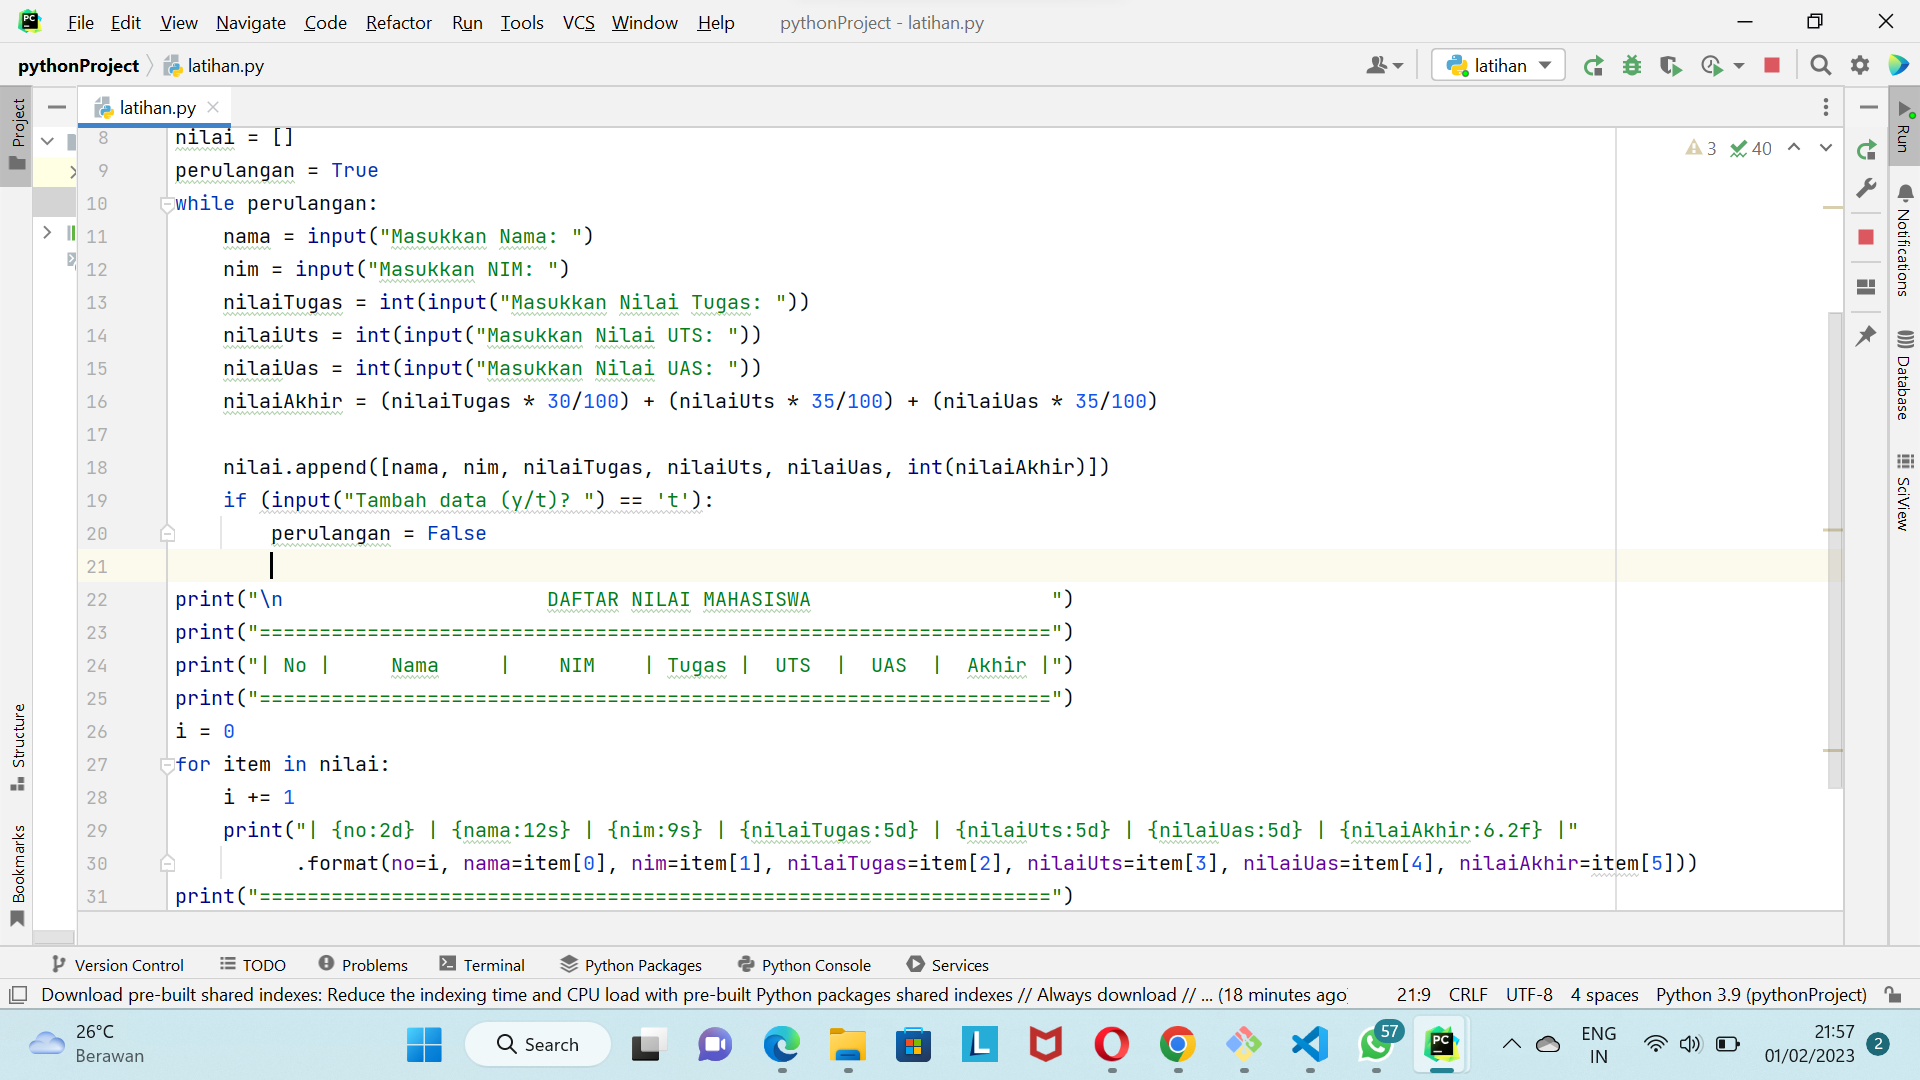 File Edit View Navigate Code Refactor Run Tools VCS Window Help pythonProject - latihan.py
pythonProject latihan.py latihan
Project
latihan.py
Run
3 40
8 nilai = []
9 perulangan = True
10 while perulangan:
11     nama = input("Masukkan Nama: ")
12     nim = input("Masukkan NIM: ")
13     nilaiTugas = int(input("Masukkan Nilai Tugas: "))
14     nilaiUts = int(input("Masukkan Nilai UTS: "))
15     nilaiUas = int(input("Masukkan Nilai UAS: "))
16     nilaiAkhir = (nilaiTugas * 30/100) + (nilaiUts * 35/100) + (nilaiUas * 35/100)
17
18     nilai.append([nama, nim, nilaiTugas, nilaiUts, nilaiUas, int(nilaiAkhir)])
19     if (input("Tambah data (y/t)? ") == 't'):
20         perulangan = False
21
22 print("\n                      DAFTAR NILAI MAHASISWA                    ")
23 print("==================================================================")
24 print("| No |     Nama     |    NIM    | Tugas |  UTS  |  UAS  |  Akhir |")
25 print("==================================================================")
26 i = 0
27 for item in nilai:
28     i += 1
29     print("| {no:2d} | {nama:12s} | {nim:9s} | {nilaiTugas:5d} | {nilaiUts:5d} | {nilaiUas:5d} | {nilaiAkhir:6.2f} |"
30           .format(no=i, nama=item[0], nim=item[1], nilaiTugas=item[2], nilaiUts=item[3], nilaiUas=item[4], nilaiAkhir=item[5]))
31 print("==================================================================")
Notifications
Database
SciView
Structure
Bookmarks
Version Control TODO Problems Terminal Python Packages Python Console Services
Download pre-built shared indexes: Reduce the indexing time and CPU load with pre-built Python packages shared indexes // Always download // ... (18 minutes ago) 21:9 CRLF UTF-8 4 spaces Python 3.9 (pythonProject)
26°C
Berawan
Search
57
ENG
IN
21:57
01/02/2023
2